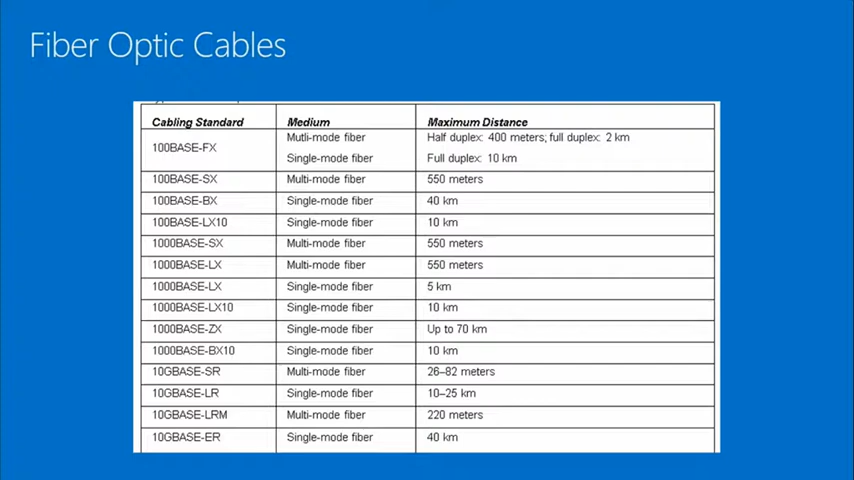 Fiber Optic Cables
Cabling Standard Medium Maximum Distance
100BASE-FX Mutli-mode fiber Half duplex: 400 meters; full duplex: 2 km
Single-mode fiber Full duplex: 10 km
100BASE-SX Multi-mode fiber 550 meters
100BASE-BX Single-mode fiber 40 km
100BASE-LX10 Single-mode fiber 10 km
1000BASE-SX Multi-mode fiber 550 meters
1000BASE-LX Multi-mode fiber 550 meters
1000BASE-LX Single-mode fiber 5 km
1000BASE-LX10 Single-mode fiber 10 km
1000BASE-ZX Single-mode fiber Up to 70 km
1000BASE-BX10 Single-mode fiber 10 km
10GBASE-SR Multi-mode fiber 26–82 meters
10GBASE-LR Single-mode fiber 10–25 km
10GBASE-LRM Multi-mode fiber 220 meters
10GBASE-ER Single-mode fiber 40 km